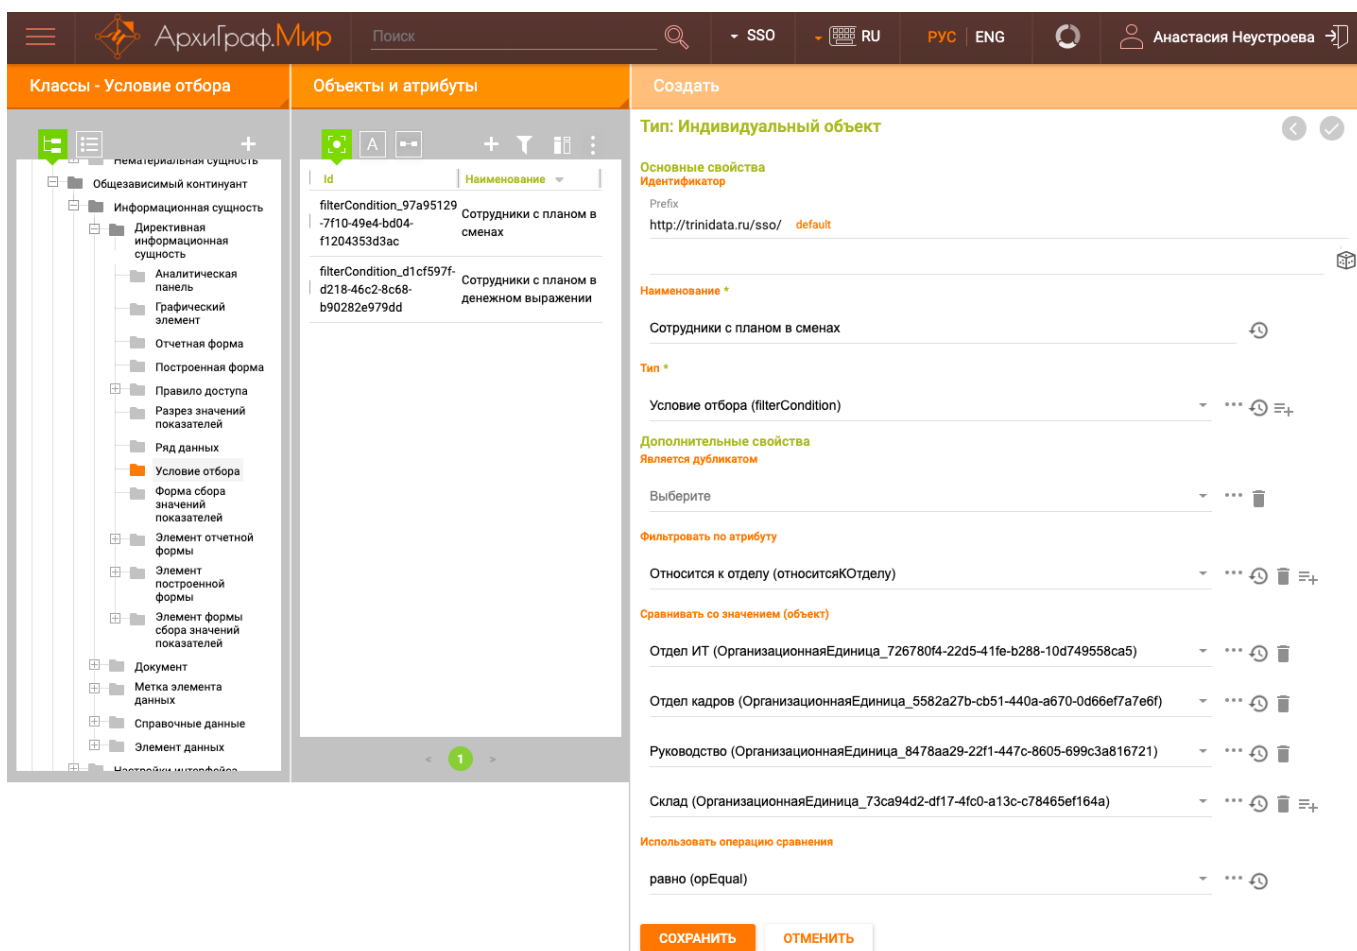 АрхиГраф.Мир
Поиск
SSO
RU
РУС
ENG
Анастасия Неустроева
Классы - Условие отбора
Нематериальная сущность
Общезависимый континуант
Информационная сущность
Директивная
информационная
сущность
Аналитическая
панель
Графический
элемент
Отчетная форма
Построенная форма
Правило доступа
Разрез значений
показателей
Ряд данных
Условие отбора
Форма сбора
значений
показателей
Элемент отчетной
формы
Элемент
построенной
формы
Элемент формы
сбора значений
показателей
Документ
Метка элемента
данных
Справочные данные
Элемент данных
Настройки интерфейса
Объекты и атрибуты
A
Id
Наименование
filterCondition_97a95129
-7f10-49e4-bd04-
f1204353d3ac
Сотрудники с планом в
сменах
filterCondition_d1cf597f-
d218-46c2-8c68-
b90282e979dd
Сотрудники с планом в
денежном выражении
< 1 >
Создать
Тип: Индивидуальный объект
Основные свойства
Идентификатор
Prefix
http://trinidata.ru/sso/ default
Наименование *
Сотрудники с планом в сменах
Тип *
Условие отбора (filterCondition)
Дополнительные свойства
Является дубликатом
Выберите
Фильтровать по атрибуту
Относится к отделу (относитсяКОтделу)
Сравнивать со значением (объект)
Отдел ИТ (ОрганизационнаяЕдиница_726780f4-22d5-41fe-b288-10d749558ca5)
Отдел кадров (ОрганизационнаяЕдиница_5582a27b-cb51-440a-a670-0d66ef7a7e6f)
Руководство (ОрганизационнаяЕдиница_8478aa29-22f1-447c-8605-699c3a816721)
Склад (ОрганизационнаяЕдиница_73ca94d2-df17-4fc0-a13c-c78465ef164a)
Использовать операцию сравнения
равно (opEqual)
СОХРАНИТЬ
ОТМЕНИТЬ